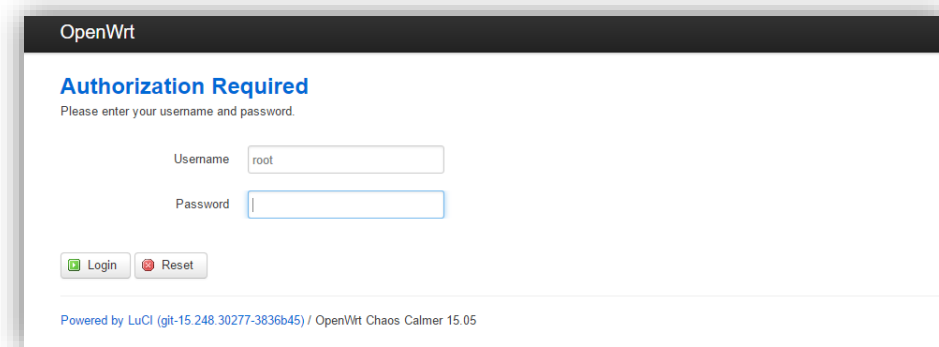 OpenWrt
Authorization Required
Please enter your username and password.
Username root
Password
Login Reset
Powered by LuCI (git-15.248.30277-3836b45) / OpenWrt Chaos Calmer 15.05